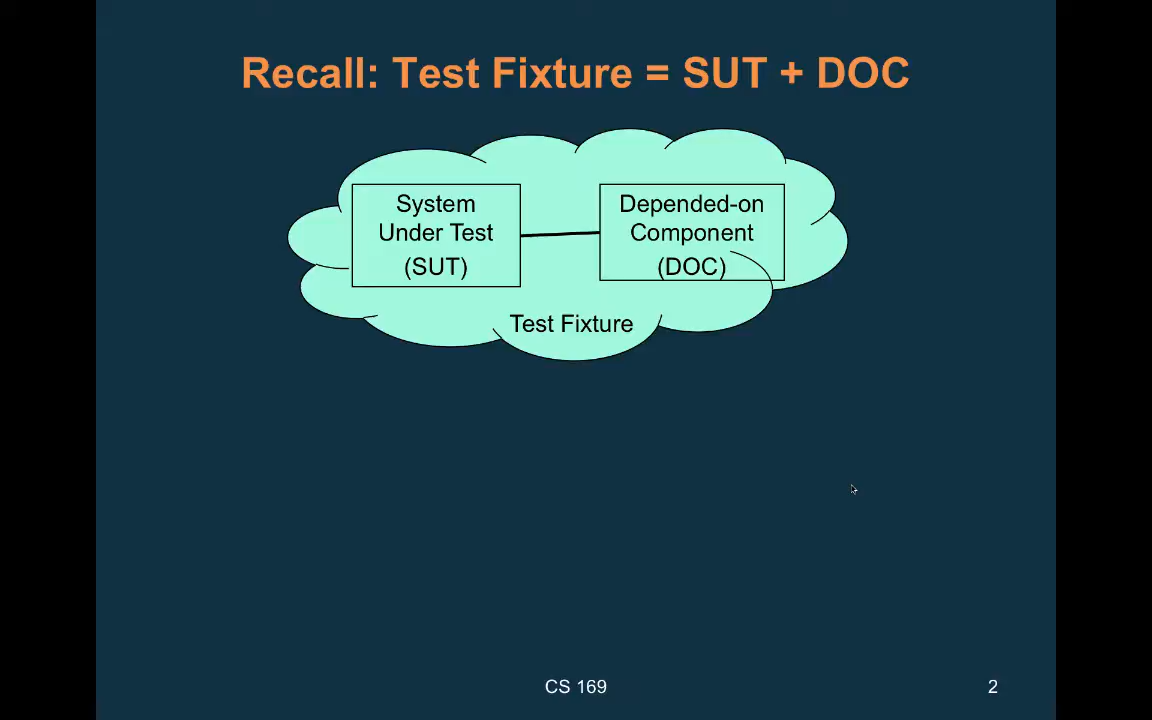 Recall: Test Fixture = SUT + DOC
System
Under Test
(SUT)
Depended-on
Component
(DOC)
Test Fixture
CS 169
2